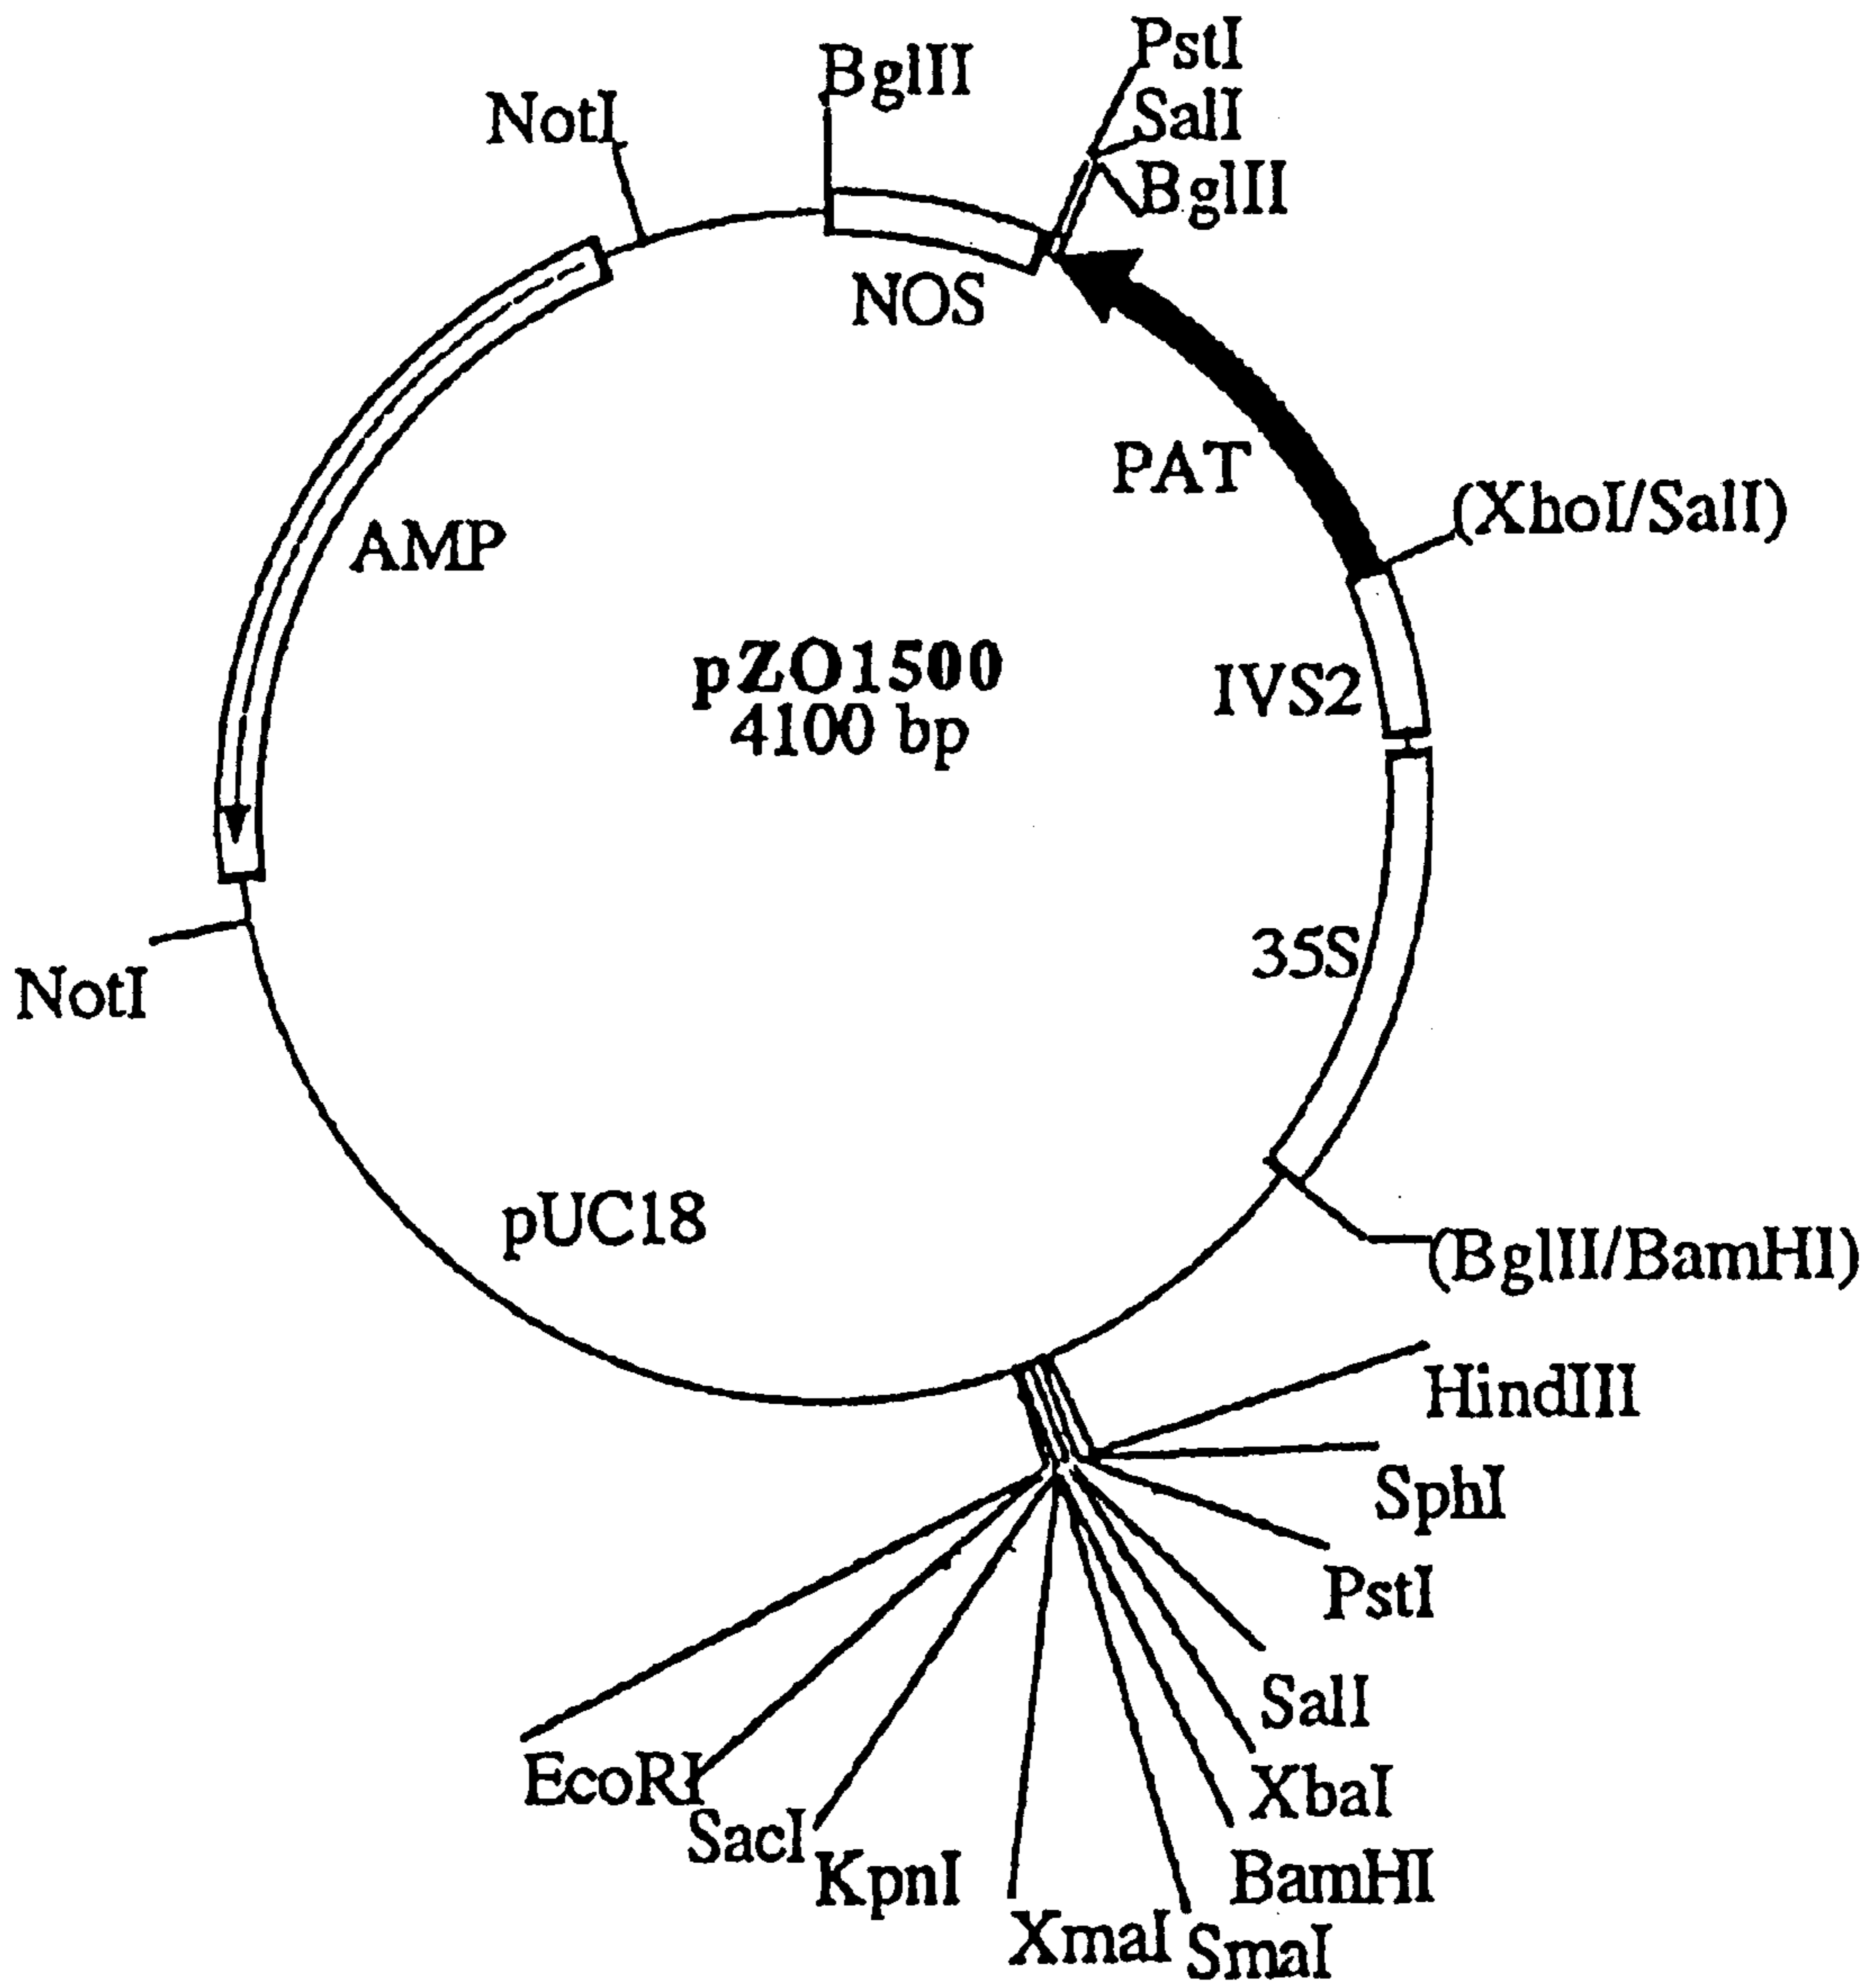 PstI
BglII
SalI
NotI
BglII
NOS
PAT
(XboI/SalI)
AMP
pZO1500
IVS2
4100 bp
35S
NotI
pUC18
(BglII/BamHI)
HindIII
SphI
PstI
SalI
EcoRI
XbaI
SacI
KpnI
BamHI
XmaI
SmaI